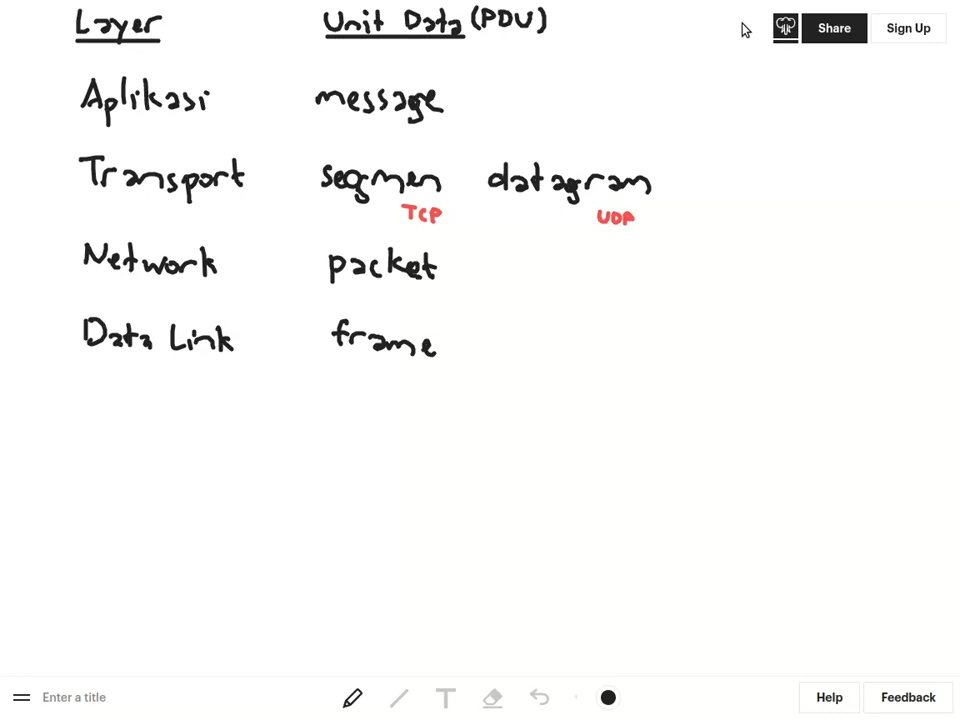 Layer Unit Data (PDU)
Share Sign Up
Aplikasi message
Transport segmen datagram
TCP UDP
Network packet
Data Link frame
Enter a title T Help Feedback